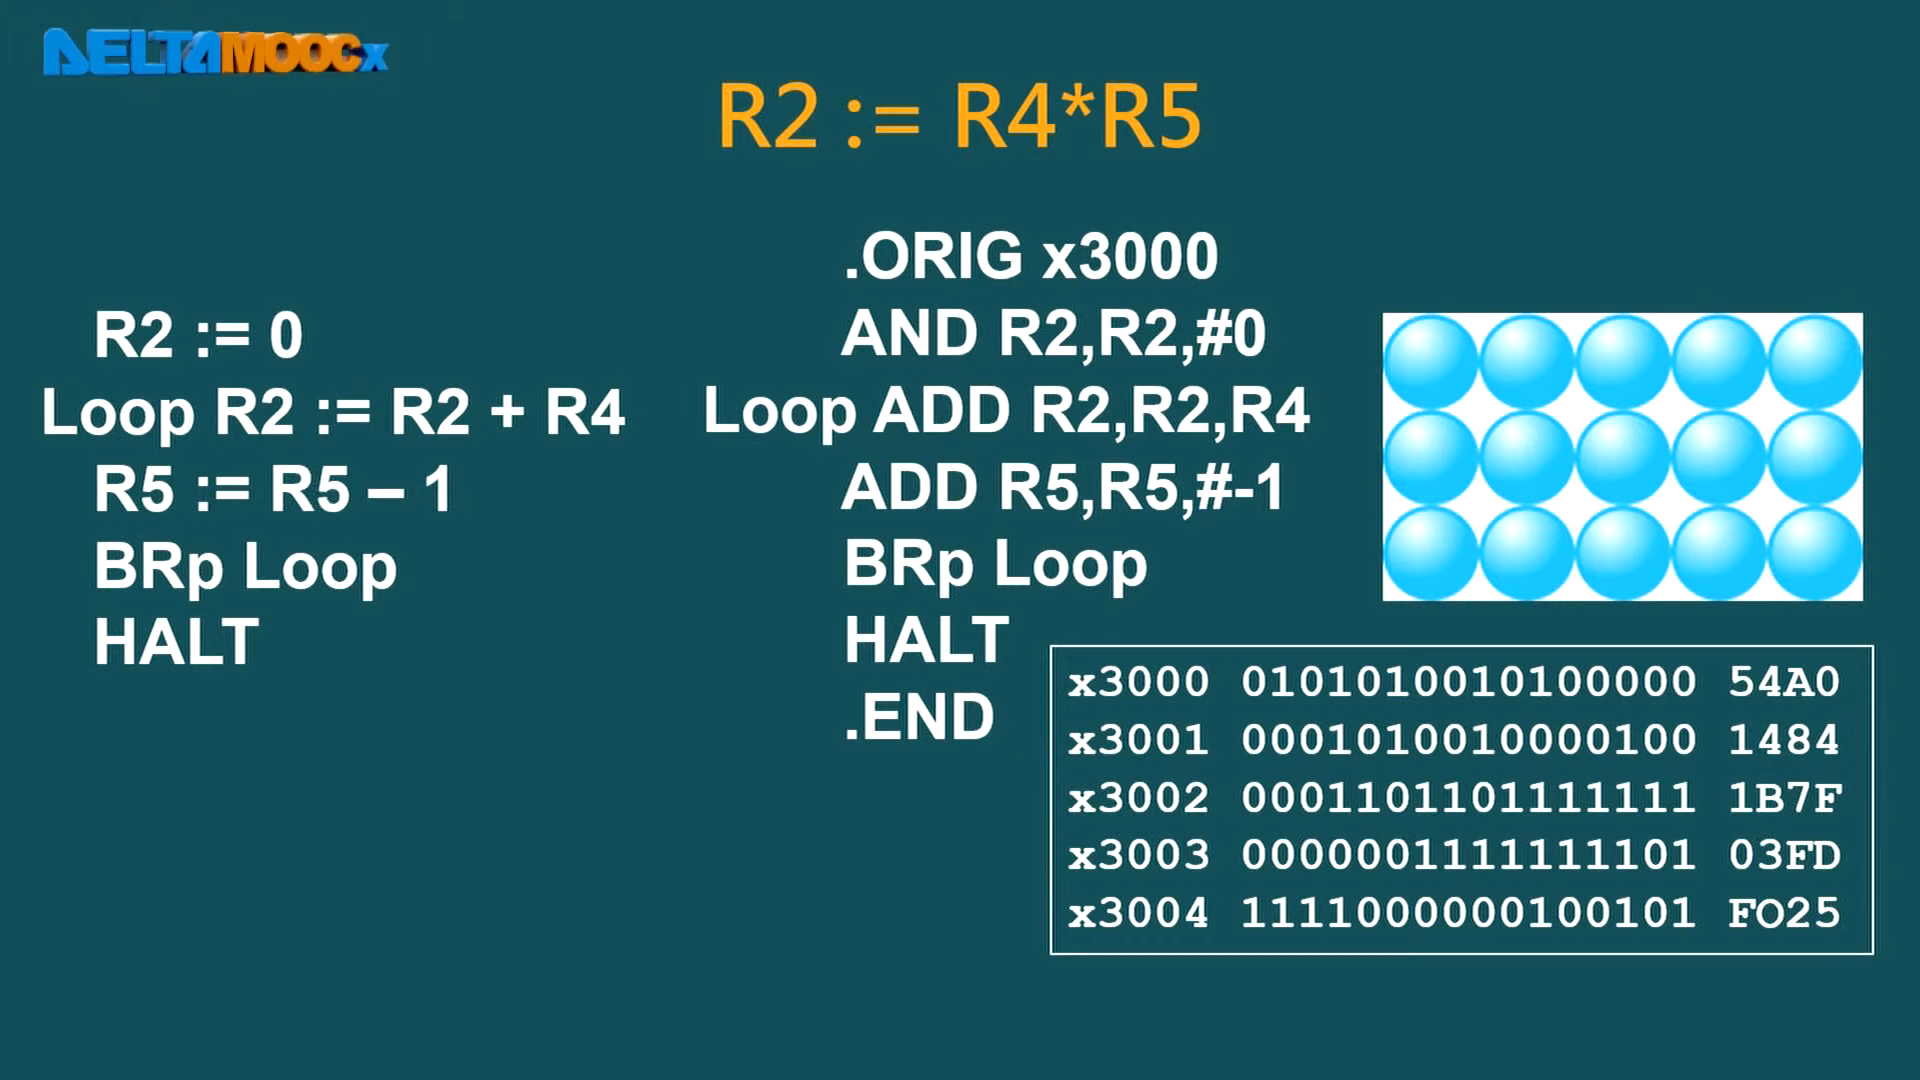 DELTAMOOCx
R2 := R4*R5
R2 := 0
Loop R2 := R2 + R4
R5 := R5 – 1
BRp Loop
HALT
.ORIG x3000
AND R2,R2,#0
Loop ADD R2,R2,R4
ADD R5,R5,#-1
BRp Loop
HALT
.END
x3000 0101010010100000 54A0
x3001 0001010010000100 1484
x3002 0001101101111111 1B7F
x3003 0000001111111101 03FD
x3004 1111000000100101 FO25